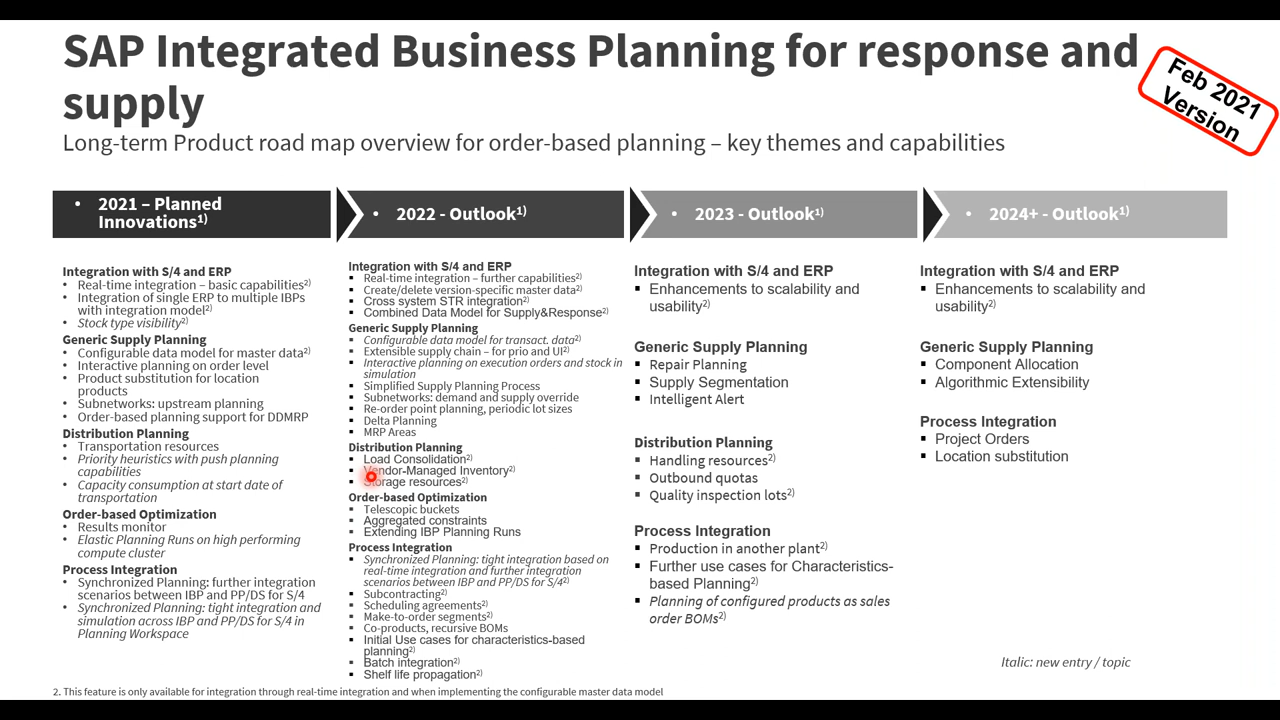 SAP Integrated Business Planning for response and
supply
Feb 2021
Version
Long-term Product road map overview for order-based planning – key themes and capabilities
• 2021 – Planned
Innovations1)
• 2022 - Outlook1)
• 2023 - Outlook1)
• 2024+ - Outlook1)
Integration with S/4 and ERP
• Real-time integration – basic capabilities2)
• Integration of single ERP to multiple IBPs
with integration model2)
• Stock type visibility2)
Generic Supply Planning
• Configurable data model for master data2)
• Interactive planning on order level
• Product substitution for location
products
• Subnetworks: upstream planning
• Order-based planning support for DDMRP
Distribution Planning
• Transportation resources
• Priority heuristics with push planning
capabilities
• Capacity consumption at start date of
transportation
Order-based Optimization
• Results monitor
• Elastic Planning Runs on high performing
compute cluster
Process Integration
• Synchronized Planning: further integration
scenarios between IBP and PP/DS for S/4
• Synchronized Planning: tight integration and
simulation across IBP and PP/DS for S/4 in
Planning Workspace
Integration with S/4 and ERP
▪ Real-time integration – further capabilities2)
▪ Create/delete version-specific master data2)
▪ Cross system STR integration2)
▪ Combined Data Model for Supply&Response2)
Generic Supply Planning
▪ Configurable data model for transact. data2)
▪ Extensible supply chain – for prio and UI2)
▪ Interactive planning on execution orders and stock in
simulation
▪ Simplified Supply Planning Process
▪ Subnetworks: demand and supply override
▪ Re-order point planning, periodic lot sizes
▪ Delta Planning
▪ MRP Areas
Distribution Planning
▪ Load Consolidation2)
▪ Vendor-Managed Inventory2)
▪ Storage resources2)
Order-based Optimization
▪ Telescopic buckets
▪ Aggregated constraints
▪ Extending IBP Planning Runs
Process Integration
▪ Synchronized Planning: tight integration based on
real-time integration and further integration
scenarios between IBP and PP/DS for S/42)
▪ Subcontracting2)
▪ Scheduling agreements2)
▪ Make-to-order segments2)
▪ Co-products, recursive BOMs
▪ Initial Use cases for characteristics-based
planning2)
▪ Batch integration2)
▪ Shelf life propagation2)
Integration with S/4 and ERP
▪ Enhancements to scalability and
usability2)
Generic Supply Planning
▪ Repair Planning
▪ Supply Segmentation
▪ Intelligent Alert
Distribution Planning
▪ Handling resources2)
▪ Outbound quotas
▪ Quality inspection lots2)
Process Integration
▪ Production in another plant2)
▪ Further use cases for Characteristics-
based Planning2)
▪ Planning of configured products as sales
order BOMs2)
Integration with S/4 and ERP
▪ Enhancements to scalability and
usability2)
Generic Supply Planning
▪ Component Allocation
▪ Algorithmic Extensibility
Process Integration
▪ Project Orders
▪ Location substitution
Italic: new entry / topic
2. This feature is only available for integration through real-time integration and when implementing the configurable master data model